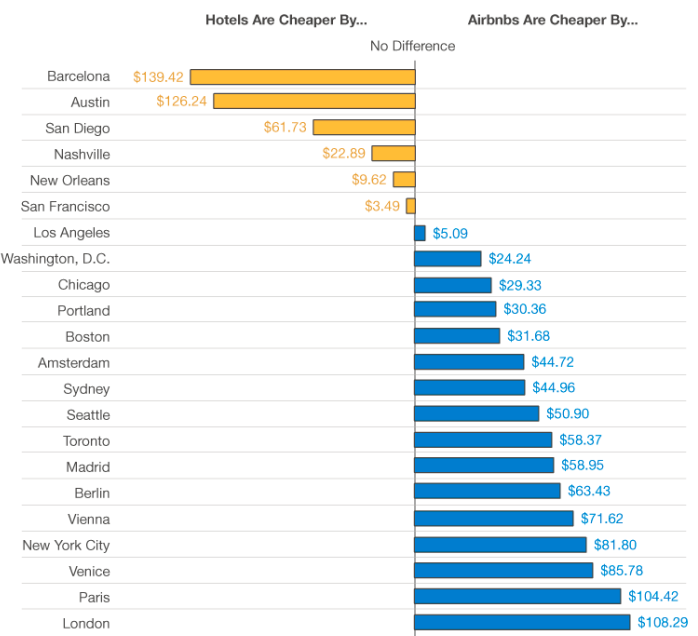 Hotels Are Cheaper By... Airbnbs Are Cheaper By...
No Difference
Barcelona $139.42
Austin $126.24
San Diego $61.73
Nashville $22.89
New Orleans $9.62
San Francisco $3.49
Los Angeles $5.09
Washington, D.C. $24.24
Chicago $29.33
Portland $30.36
Boston $31.68
Amsterdam $44.72
Sydney $44.96
Seattle $50.90
Toronto $58.37
Madrid $58.95
Berlin $63.43
Vienna $71.62
New York City $81.80
Venice $85.78
Paris $104.42
London $108.29